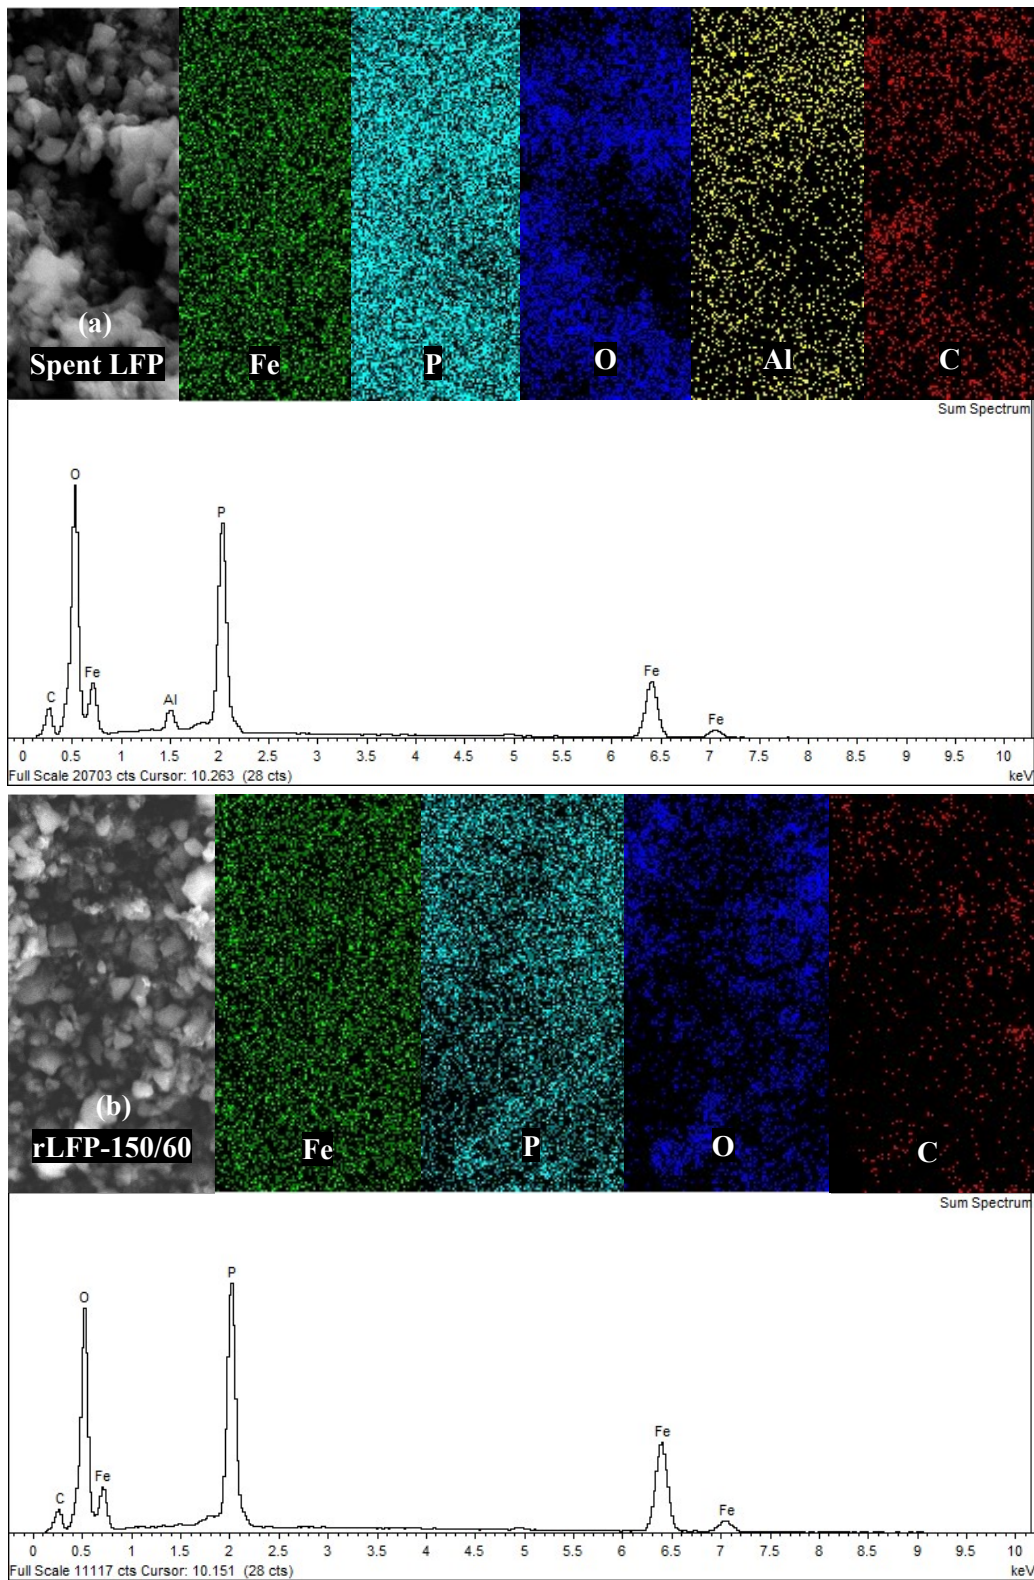 (a)
Spent LFP Fe P O Al C
Sum Spectrum
O
P
Fe
C
Al
Fe
Fe
0 0.5 1 1.5 2 2.5 3 3.5 4 4.5 5 5.5 6 6.5 7 7.5 8 8.5 9 9.5 10
Full Scale 20703 cts Cursor: 10.263 (28 cts) keV
(b)
rLFP-150/60 Fe P O C
Sum Spectrum
P
O
Fe
Fe
C
Fe
0 0.5 1 1.5 2 2.5 3 3.5 4 4.5 5 5.5 6 6.5 7 7.5 8 8.5 9 9.5 10
Full Scale 11117 cts Cursor: 10.151 (28 cts) keV